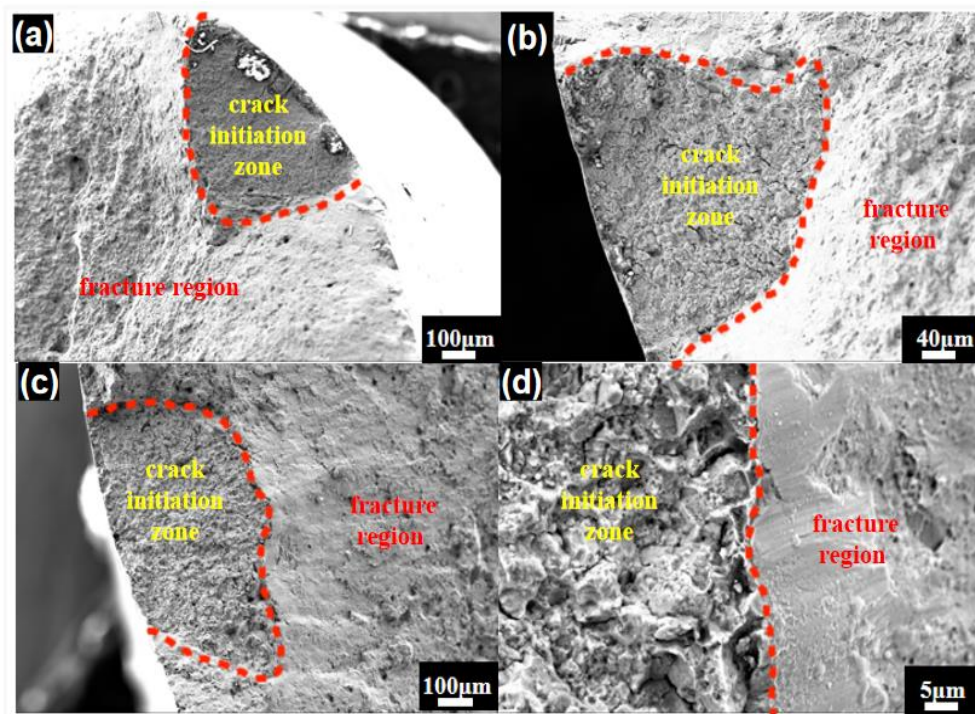 (a)
crack
initiation
zone
fracture region
100μm
(b)
crack
initiation
zone
fracture
region
40μm
(c)
crack
initiation
zone
fracture
region
100μm
(d)
crack
initiation
zone
fracture
region
5μm